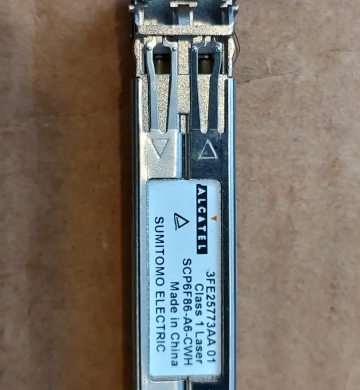 ALCATEL
3FE25773AA 01
Class 1 Laser
SCP6F86-A6-CWH
Made in China
SUMITOMO ELECTRIC